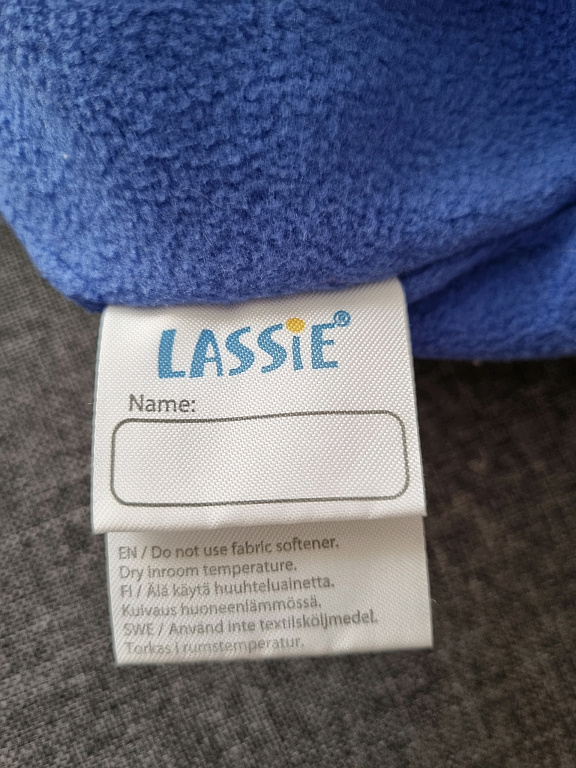 LASSiE®
Name:
EN / Do not use fabric softener.
Dry inroom temperature.
FI / Älä käytä huuhteluainetta.
Kuivaus huoneenlämmössä.
SWE / Använd inte textilsköljmedel.
Torkas i rumstemperatur.